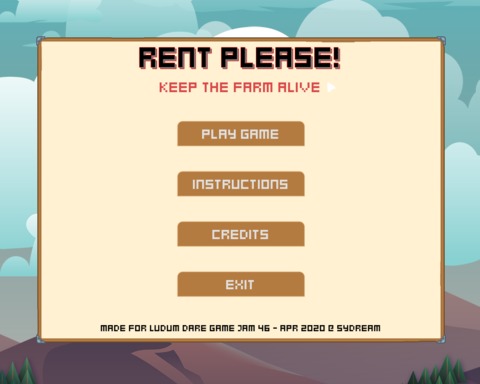 RENT PLEASE!
KEEP THE FARM ALIVE
PLAY GAME
INSTRUCTIONS
CREDITS
EXIT
MADE FOR LUDUM DARE GAME JAM 46 - APR 2020 @ SYDREAM